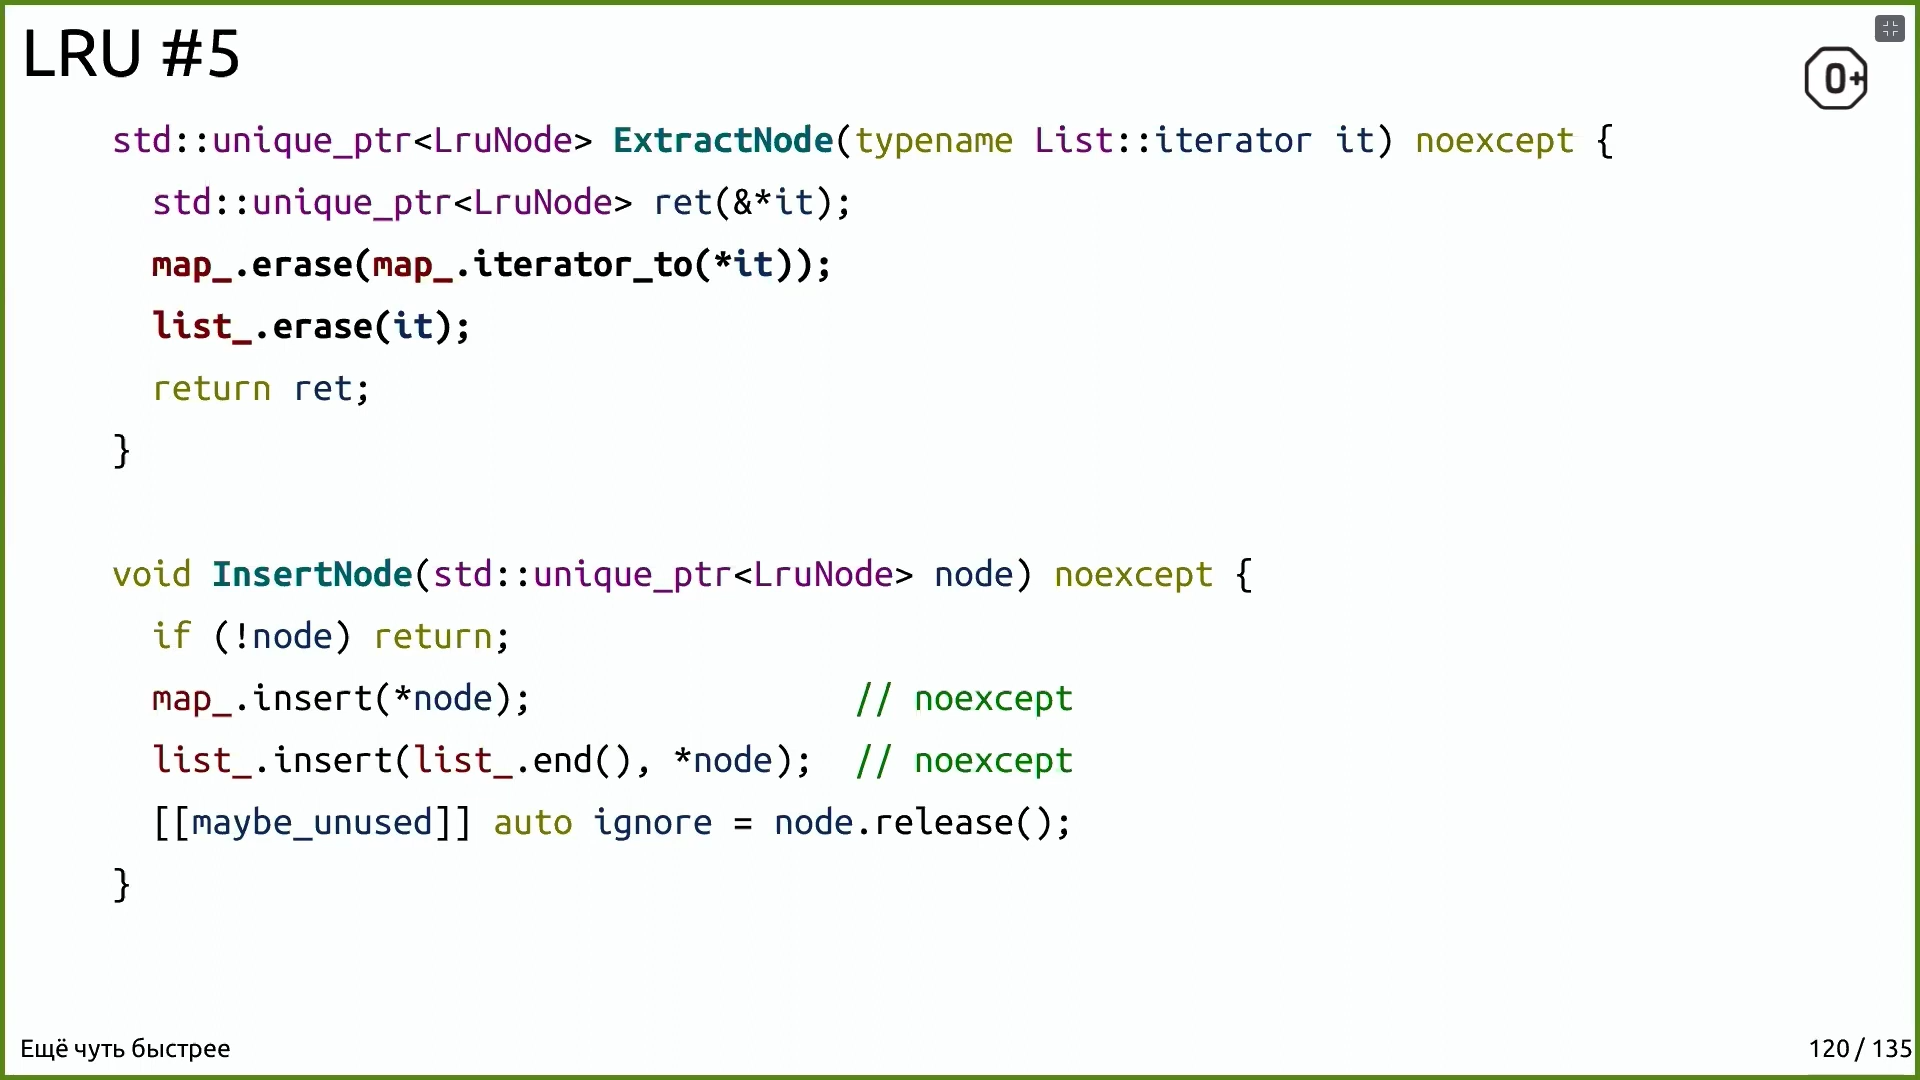 LRU #5
0+
std::unique_ptr<LruNode> ExtractNode(typename List::iterator it) noexcept {
std::unique_ptr<LruNode> ret(&*it);
map_.erase(map_.iterator_to(*it));
list_.erase(it);
return ret;
}
void InsertNode(std::unique_ptr<LruNode> node) noexcept {
if (!node) return;
map_.insert(*node); // noexcept
list_.insert(list_.end(), *node); // noexcept
[[maybe_unused]] auto ignore = node.release();
}
Ещё чуть быстрее
120 / 135